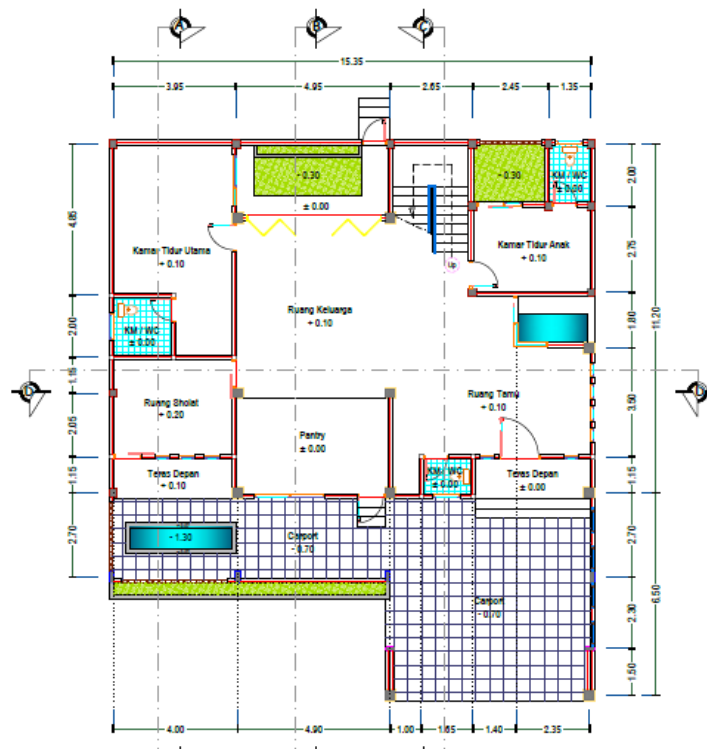 A B C
15.35
3.95 4.95 2.65 2.45 1.35
- 0.30
± 0.00
- 0.30
KM / WC
± 0.00
2.00
4.85
Kamar Tidur Utama
+ 0.10
Kamar Tidur Anak
+ 0.10
2.75
Up
Ruang Keluarga
+ 0.10
KM / WC
± 0.00
2.00
1.80
11.20
D D
1.15
Ruang Sholat
+ 0.20
Ruang Tamu
+ 0.10
3.50
2.05
Pantry
± 0.00
Teras Depan
+ 0.10
KM / WC
± 0.00
Teras Depan
± 0.00
1.15
1.15
- 1.30
Carport
- 0.70
2.70
2.70
Carport
- 0.70
2.30
6.50
1.50
4.00 4.90 1.00 1.65 1.40 2.35